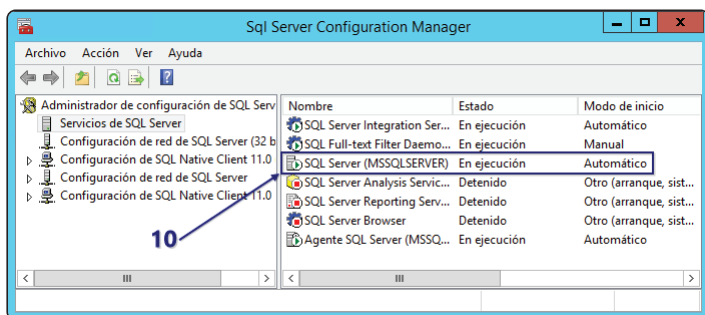 Sql Server Configuration Manager
Archivo Acción Ver Ayuda
Administrador de configuración de SQL Serv
Servicios de SQL Server
Configuración de red de SQL Server (32 b
Configuración de SQL Native Client 11.0
Configuración de red de SQL Server
Configuración de SQL Native Client 11.0
Nombre Estado Modo de inicio
SQL Server Integration Ser... En ejecución Automático
SQL Full-text Filter Daemo... En ejecución Manual
SQL Server (MSSQLSERVER) En ejecución Automático
SQL Server Analysis Servic... Detenido Otro (arranque, sist...
SQL Server Reporting Serv... Detenido Otro (arranque, sist...
SQL Server Browser Detenido Otro (arranque, sist...
Agente SQL Server (MSSQ... En ejecución Automático
10